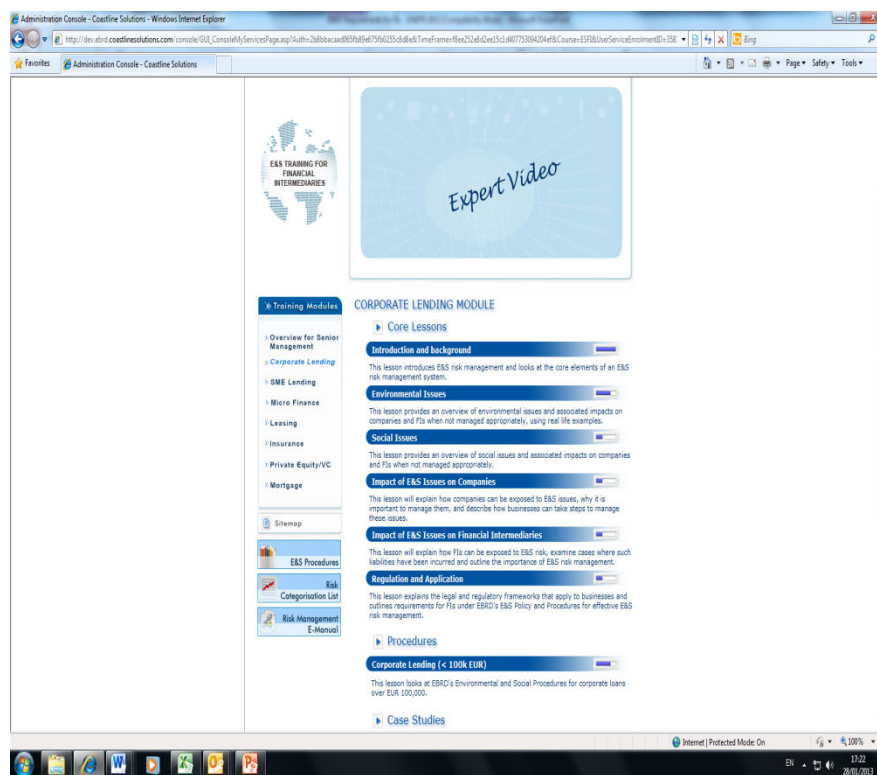 Administration Console - Coastline Solutions - Windows Internet Explorer
Favorites
Administration Console - Coastline Solutions
Bing
Page
Safety
Tools
E&S TRAINING FOR
FINANCIAL
INTERMEDIARIES
Expert Video
Training Modules
Overview for Senior
Management
Corporate Lending
SME Lending
Micro Finance
Leasing
Insurance
Private Equity/VC
Mortgage
Sitemap
E&S Procedures
Risk
Categorisation List
Risk Management
E-Manual
CORPORATE LENDING MODULE
Core Lessons
Introduction and background
This lesson introduces E&S risk management and looks at the core elements of an E&S
risk management system.
Environmental Issues
This lesson provides an overview of environmental issues and associated impacts on
companies and FIs when not managed appropriately, using real life examples.
Social Issues
This lesson provides an overview of social issues and associated impacts on companies
and FIs when not managed appropriately.
Impact of E&S Issues on Companies
This lesson will explain how companies can be exposed to E&S issues, why it is
important to manage them, and describe how businesses can take steps to manage
these issues.
Impact of E&S Issues on Financial Intermediaries
This lesson will explain how FIs can be exposed to E&S risk, examine cases where such
liabilities have been incurred and outline the importance of E&S risk management.
Regulation and Application
This lesson explains the legal and regulatory frameworks that apply to businesses and
outlines requirements for FIs under EBRD's E&S Policy and Procedures for effective E&S
risk management.
Procedures
Corporate Lending (< 100k EUR)
This lesson looks at EBRD's Environmental and Social Procedures for corporate loans
over EUR 100,000.
Case Studies
Internet | Protected Mode: On
100%
EN
17:22
28/01/2013